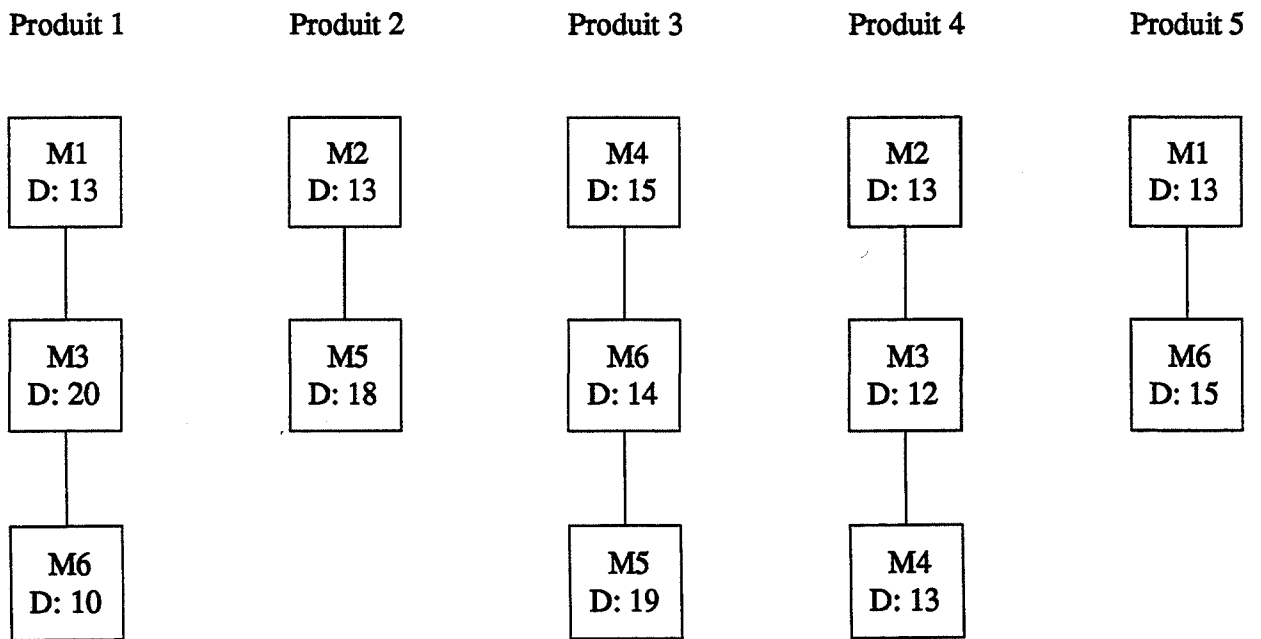 Produit 1
Produit 2
Produit 3
Produit 4
Produit 5
M1
D: 13
M2
D: 13
M4
D: 15
M2
D: 13
M1
D: 13
M3
D: 20
M5
D: 18
M6
D: 14
M3
D: 12
M6
D: 15
M6
D: 10
M5
D: 19
M4
D: 13